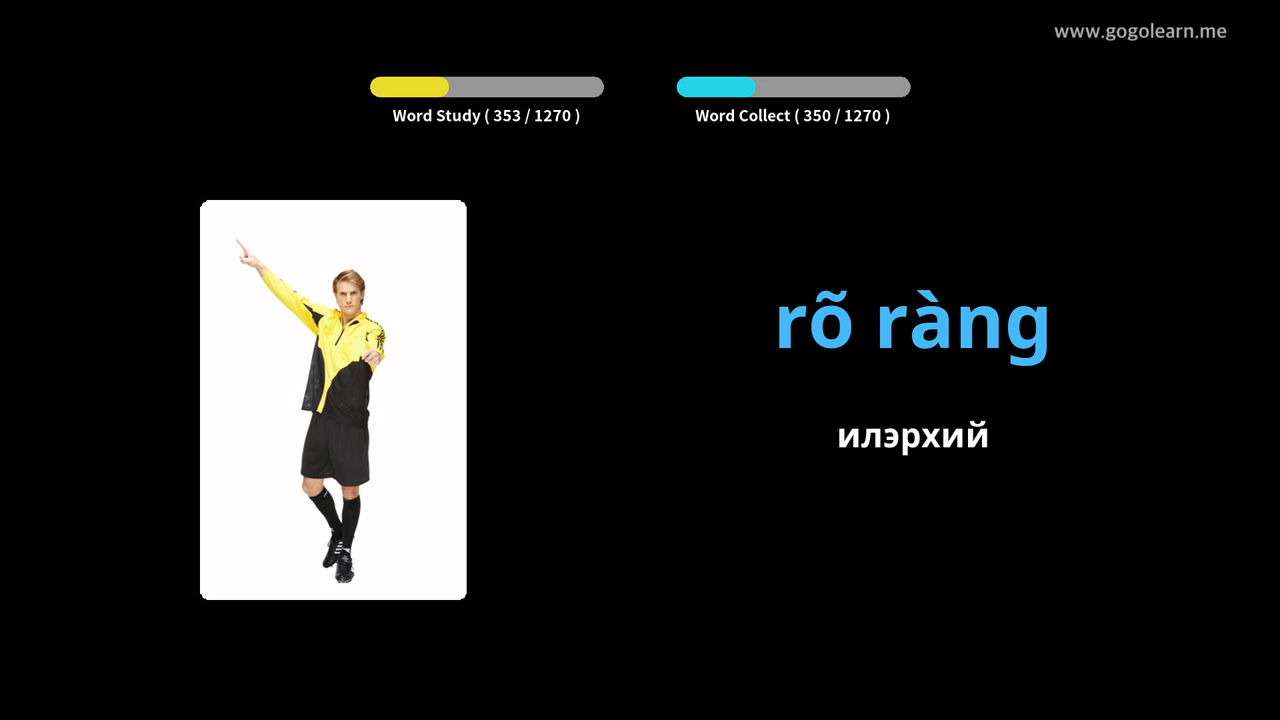 www.gogolearn.me
Word Study ( 353 / 1270 )
Word Collect ( 350 / 1270 )
rõ ràng
илэрхий